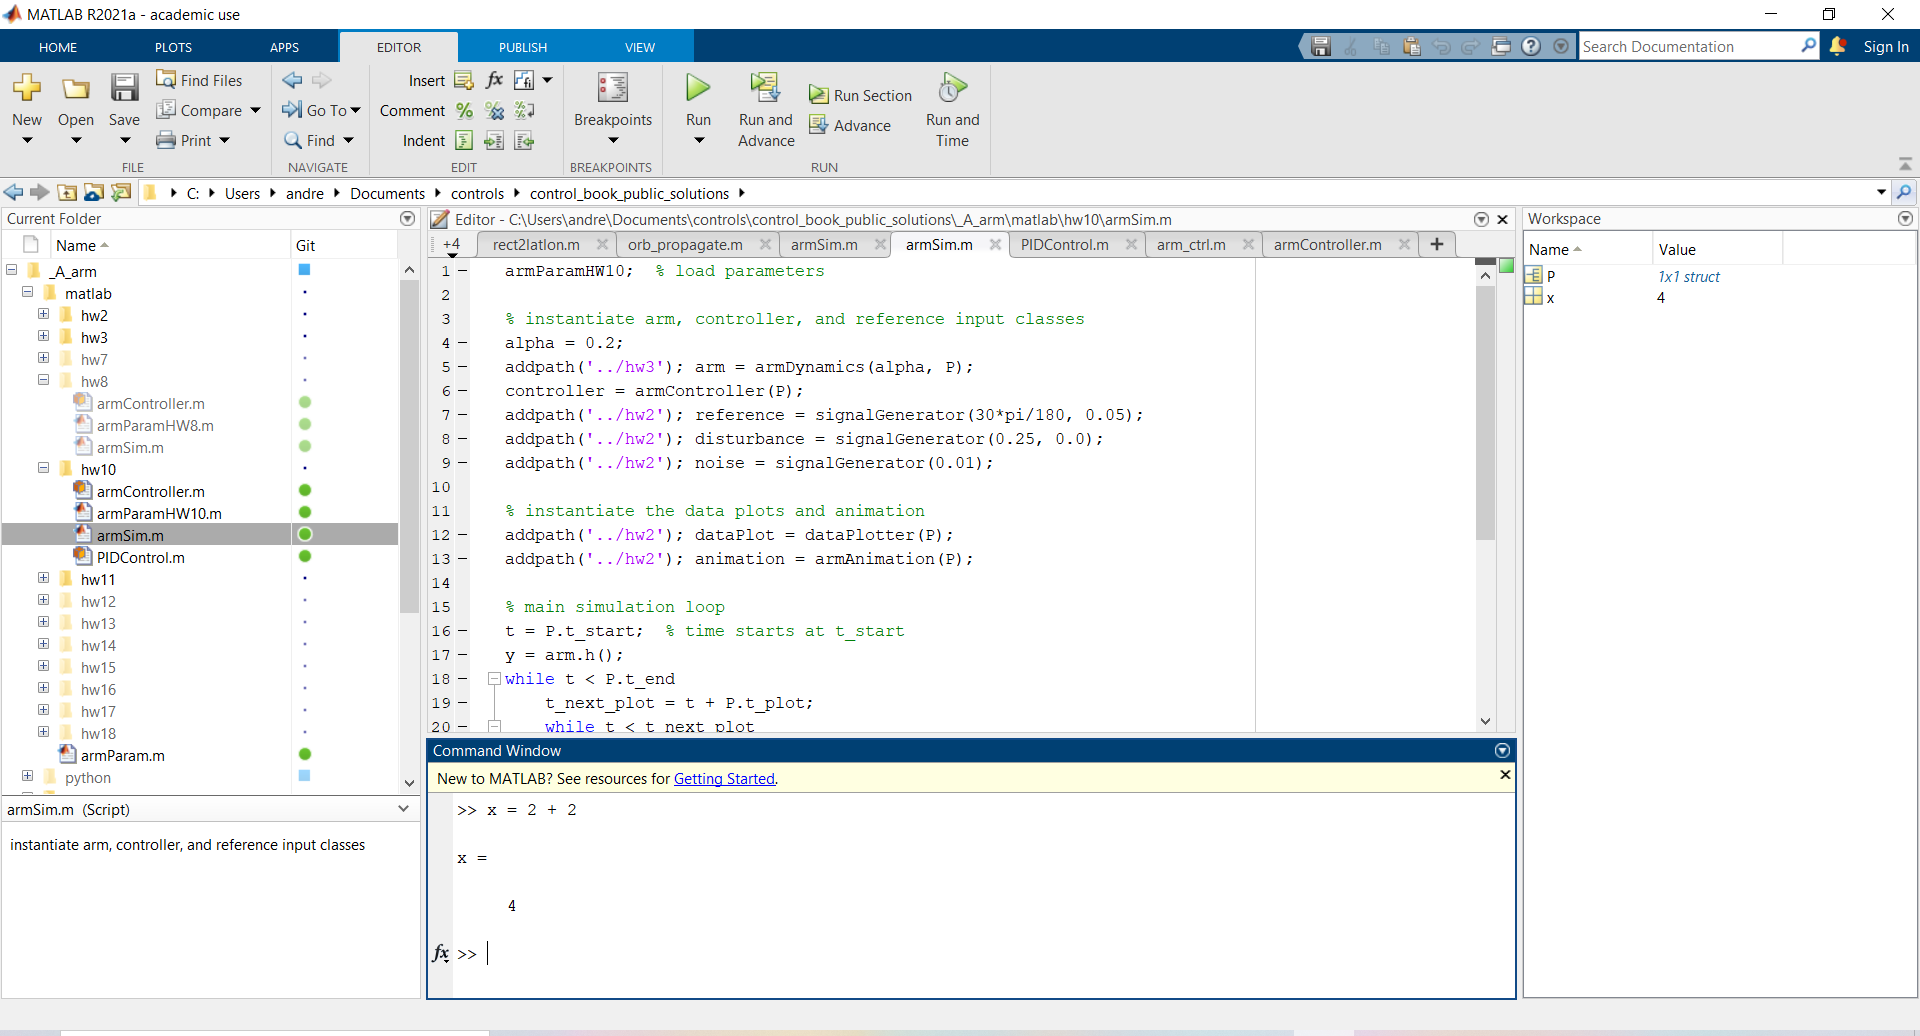 MATLAB R2021a - academic use
HOME PLOTS APPS EDITOR PUBLISH VIEW
Search Documentation
Sign In
New
Open
Save
Find Files
Compare
Print
FILE
Go To
Find
NAVIGATE
Insert fx fi
Comment
Indent
EDIT
Breakpoints
BREAKPOINTS
Run
Run and
Advance
Run Section
Advance
Run and
Time
RUN
C: Users andre Documents controls control_book_public_solutions
Current Folder
Name Git
_A_arm
matlab
hw2
hw3
hw7
hw8
armController.m
armParamHW8.m
armSim.m
hw10
armController.m
armParamHW10.m
armSim.m
PIDControl.m
hw11
hw12
hw13
hw14
hw15
hw16
hw17
hw18
armParam.m
python
armSim.m (Script)
instantiate arm, controller, and reference input classes
Editor - C:\Users\andre\Documents\controls\control_book_public_solutions\_A_arm\matlab\hw10\armSim.m
+4 rect2latlon.m orb_propagate.m armSim.m armSim.m PIDControl.m arm_ctrl.m armController.m +
1 – armParamHW10; % load parameters
2
3 % instantiate arm, controller, and reference input classes
4 – alpha = 0.2;
5 – addpath('../hw3'); arm = armDynamics(alpha, P);
6 – controller = armController(P);
7 – addpath('../hw2'); reference = signalGenerator(30*pi/180, 0.05);
8 – addpath('../hw2'); disturbance = signalGenerator(0.25, 0.0);
9 – addpath('../hw2'); noise = signalGenerator(0.01);
10
11 % instantiate the data plots and animation
12 – addpath('../hw2'); dataPlot = dataPlotter(P);
13 – addpath('../hw2'); animation = armAnimation(P);
14
15 % main simulation loop
16 – t = P.t_start; % time starts at t_start
17 – y = arm.h();
18 – while t < P.t_end
19 – t_next_plot = t + P.t_plot;
20 – while t < t_next_plot
Command Window
New to MATLAB? See resources for Getting Started.
>> x = 2 + 2
x =
4
fx >>
Workspace
Name Value
P 1x1 struct
x 4